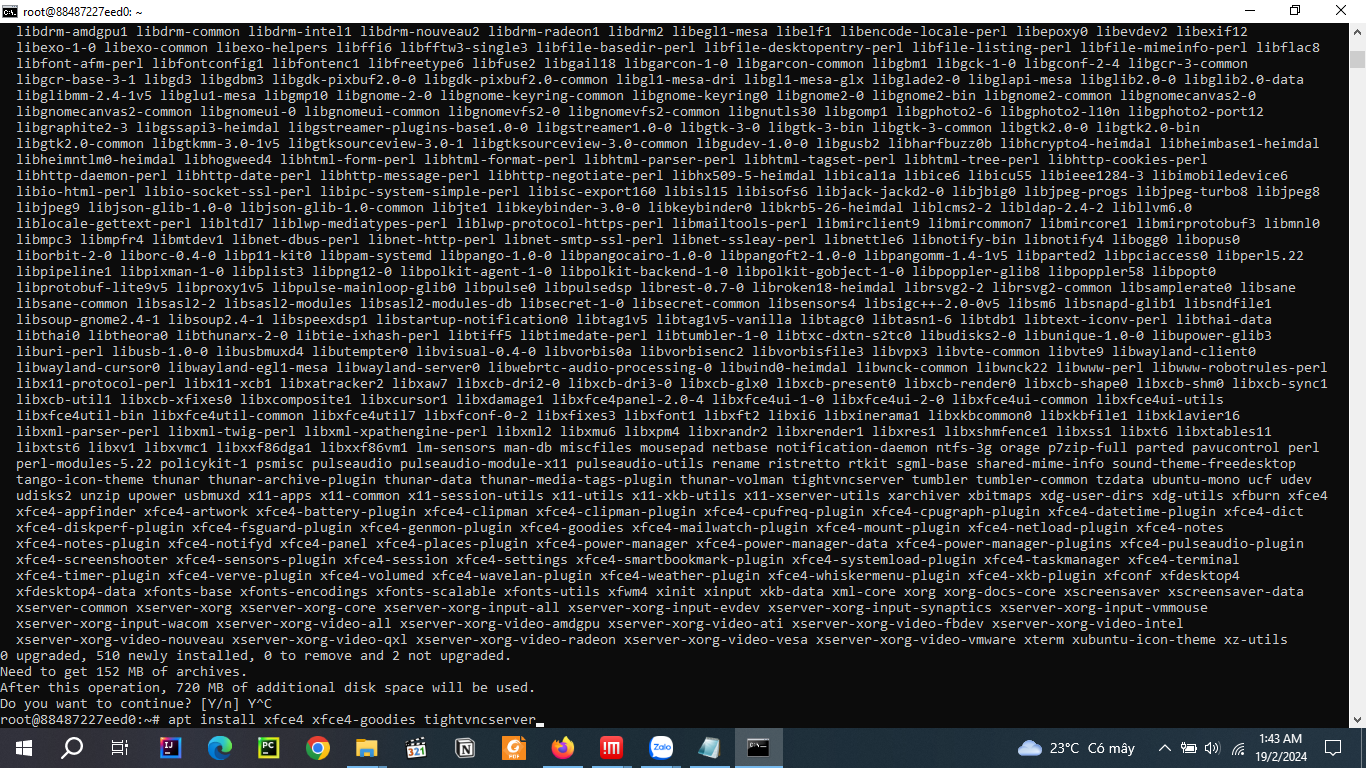 root@88487227eed0: ~
libdrm-amdgpu1 libdrm-common libdrm-intel1 libdrm-nouveau2 libdrm-radeon1 libdrm2 libegl1-mesa libelf1 libencode-locale-perl libepoxy0 libevdev2 libexif12
libexo-1-0 libexo-common libexo-helpers libffi6 libfftw3-single3 libfile-basedir-perl libfile-desktopentry-perl libfile-listing-perl libfile-mimeinfo-perl libflac8
libfont-afm-perl libfontconfig1 libfontenc1 libfreetype6 libfuse2 libgail18 libgarcon-1-0 libgarcon-common libgbm1 libgck-1-0 libgconf-2-4 libgcr-3-common
libgcr-base-3-1 libgd3 libgdbm3 libgdk-pixbuf2.0-0 libgdk-pixbuf2.0-common libgl1-mesa-dri libgl1-mesa-glx libglade2-0 libglapi-mesa libglib2.0-0 libglib2.0-data
libglibmm-2.4-1v5 libglu1-mesa libgmp10 libgnome-2-0 libgnome-keyring-common libgnome-keyring0 libgnome2-0 libgnome2-bin libgnome2-common libgnomecanvas2-0
libgnomecanvas2-common libgnomeui-0 libgnomeui-common libgnomevfs2-0 libgnomevfs2-common libgnutls30 libgomp1 libgphoto2-6 libgphoto2-l10n libgphoto2-port12
libgraphite2-3 libgssapi3-heimdal libgstreamer-plugins-base1.0-0 libgstreamer1.0-0 libgtk-3-0 libgtk-3-bin libgtk-3-common libgtk2.0-0 libgtk2.0-bin
libgtk2.0-common libgtkmm-3.0-1v5 libgtksourceview-3.0-1 libgtksourceview-3.0-common libgudev-1.0-0 libgusb2 libharfbuzz0b libhcrypto4-heimdal libheimbase1-heimdal
libheimntlm0-heimdal libhogweed4 libhtml-form-perl libhtml-format-perl libhtml-parser-perl libhtml-tagset-perl libhtml-tree-perl libhttp-cookies-perl
libhttp-daemon-perl libhttp-date-perl libhttp-message-perl libhttp-negotiate-perl libhx509-5-heimdal libical1a libice6 libicu55 libieee1284-3 libimobiledevice6
libio-html-perl libio-socket-ssl-perl libipc-system-simple-perl libisc-export160 libisl15 libisofs6 libjack-jackd2-0 libjbig0 libjpeg-progs libjpeg-turbo8 libjpeg8
libjpeg9 libjson-glib-1.0-0 libjson-glib-1.0-common libjte1 libkeybinder-3.0-0 libkeybinder0 libkrb5-26-heimdal liblcms2-2 libldap-2.4-2 libllvm6.0
liblocale-gettext-perl libltdl7 liblwp-mediatypes-perl liblwp-protocol-https-perl libmailtools-perl libmirclient9 libmircommon7 libmircore1 libmirprotobuf3 libmnl0
libmpc3 libmpfr4 libmtdev1 libnet-dbus-perl libnet-http-perl libnet-smtp-ssl-perl libnet-ssleay-perl libnettle6 libnotify-bin libnotify4 libogg0 libopus0
liborbit-2-0 liborc-0.4-0 libp11-kit0 libpam-systemd libpango-1.0-0 libpangocairo-1.0-0 libpangoft2-1.0-0 libpangomm-1.4-1v5 libparted2 libpciaccess0 libperl5.22
libpipeline1 libpixman-1-0 libplist3 libpng12-0 libpolkit-agent-1-0 libpolkit-backend-1-0 libpolkit-gobject-1-0 libpoppler-glib8 libpoppler58 libpopt0
libprotobuf-lite9v5 libproxy1v5 libpulse-mainloop-glib0 libpulse0 libpulsedsp librest-0.7-0 libroken18-heimdal librsvg2-2 librsvg2-common libsamplerate0 libsane
libsane-common libsasl2-2 libsasl2-modules libsasl2-modules-db libsecret-1-0 libsecret-common libsensors4 libsigc++-2.0-0v5 libsm6 libsnapd-glib1 libsndfile1
libsoup-gnome2.4-1 libsoup2.4-1 libspeexdsp1 libstartup-notification0 libtag1v5 libtag1v5-vanilla libtagc0 libtasn1-6 libtdb1 libtext-iconv-perl libthai-data
libthai0 libtheora0 libthunarx-2-0 libtie-ixhash-perl libtiff5 libtimedate-perl libtumbler-1-0 libtxc-dxtn-s2tc0 libudisks2-0 libunique-1.0-0 libupower-glib3
liburi-perl libusb-1.0-0 libusbmuxd4 libutempter0 libvisual-0.4-0 libvorbis0a libvorbisenc2 libvorbisfile3 libvpx3 libvte-common libvte9 libwayland-client0
libwayland-cursor0 libwayland-egl1-mesa libwayland-server0 libwebrtc-audio-processing-0 libwind0-heimdal libwnck-common libwnck22 libwww-perl libwww-robotrules-perl
libx11-protocol-perl libx11-xcb1 libxatracker2 libxaw7 libxcb-dri2-0 libxcb-dri3-0 libxcb-glx0 libxcb-present0 libxcb-render0 libxcb-shape0 libxcb-shm0 libxcb-sync1
libxcb-util1 libxcb-xfixes0 libxcomposite1 libxcursor1 libxdamage1 libxfce4panel-2.0-4 libxfce4ui-1-0 libxfce4ui-2-0 libxfce4ui-common libxfce4ui-utils
libxfce4util-bin libxfce4util-common libxfce4util7 libxfconf-0-2 libxfixes3 libxfont1 libxft2 libxi6 libxinerama1 libxkbcommon0 libxkbfile1 libxklavier16
libxml-parser-perl libxml-twig-perl libxml-xpathengine-perl libxml2 libxmu6 libxpm4 libxrandr2 libxrender1 libxres1 libxshmfence1 libxss1 libxt6 libxtables11
libxtst6 libxv1 libxvmc1 libxxf86dga1 libxxf86vm1 lm-sensors man-db miscfiles mousepad netbase notification-daemon ntfs-3g orage p7zip-full parted pavucontrol perl
perl-modules-5.22 policykit-1 psmisc pulseaudio pulseaudio-module-x11 pulseaudio-utils rename ristretto rtkit sgml-base shared-mime-info sound-theme-freedesktop
tango-icon-theme thunar thunar-archive-plugin thunar-data thunar-media-tags-plugin thunar-volman tightvncserver tumbler tumbler-common tzdata ubuntu-mono ucf udev
udisks2 unzip upower usbmuxd x11-apps x11-common x11-session-utils x11-utils x11-xkb-utils x11-xserver-utils xarchiver xbitmaps xdg-user-dirs xdg-utils xfburn xfce4
xfce4-appfinder xfce4-artwork xfce4-battery-plugin xfce4-clipman xfce4-clipman-plugin xfce4-cpufreq-plugin xfce4-cpugraph-plugin xfce4-datetime-plugin xfce4-dict
xfce4-diskperf-plugin xfce4-fsguard-plugin xfce4-genmon-plugin xfce4-goodies xfce4-mailwatch-plugin xfce4-mount-plugin xfce4-netload-plugin xfce4-notes
xfce4-notes-plugin xfce4-notifyd xfce4-panel xfce4-places-plugin xfce4-power-manager xfce4-power-manager-data xfce4-power-manager-plugins xfce4-pulseaudio-plugin
xfce4-screenshooter xfce4-sensors-plugin xfce4-session xfce4-settings xfce4-smartbookmark-plugin xfce4-systemload-plugin xfce4-taskmanager xfce4-terminal
xfce4-timer-plugin xfce4-verve-plugin xfce4-volumed xfce4-wavelan-plugin xfce4-weather-plugin xfce4-whiskermenu-plugin xfce4-xkb-plugin xfconf xfdesktop4
xfdesktop4-data xfonts-base xfonts-encodings xfonts-scalable xfonts-utils xfwm4 xinit xinput xkb-data xml-core xorg xorg-docs-core xscreensaver xscreensaver-data
xserver-common xserver-xorg xserver-xorg-core xserver-xorg-input-all xserver-xorg-input-evdev xserver-xorg-input-synaptics xserver-xorg-input-vmmouse
xserver-xorg-input-wacom xserver-xorg-video-all xserver-xorg-video-amdgpu xserver-xorg-video-ati xserver-xorg-video-fbdev xserver-xorg-video-intel
xserver-xorg-video-nouveau xserver-xorg-video-qxl xserver-xorg-video-radeon xserver-xorg-video-vesa xserver-xorg-video-vmware xterm xubuntu-icon-theme xz-utils
0 upgraded, 510 newly installed, 0 to remove and 2 not upgraded.
Need to get 152 MB of archives.
After this operation, 720 MB of additional disk space will be used.
Do you want to continue? [Y/n] Y^C
root@88487227eed0:~# apt install xfce4 xfce4-goodies tightvncserver
IJ
PC
321
N
PDF
!M
Zalo
23°C Có mây
1:43 AM
19/2/2024